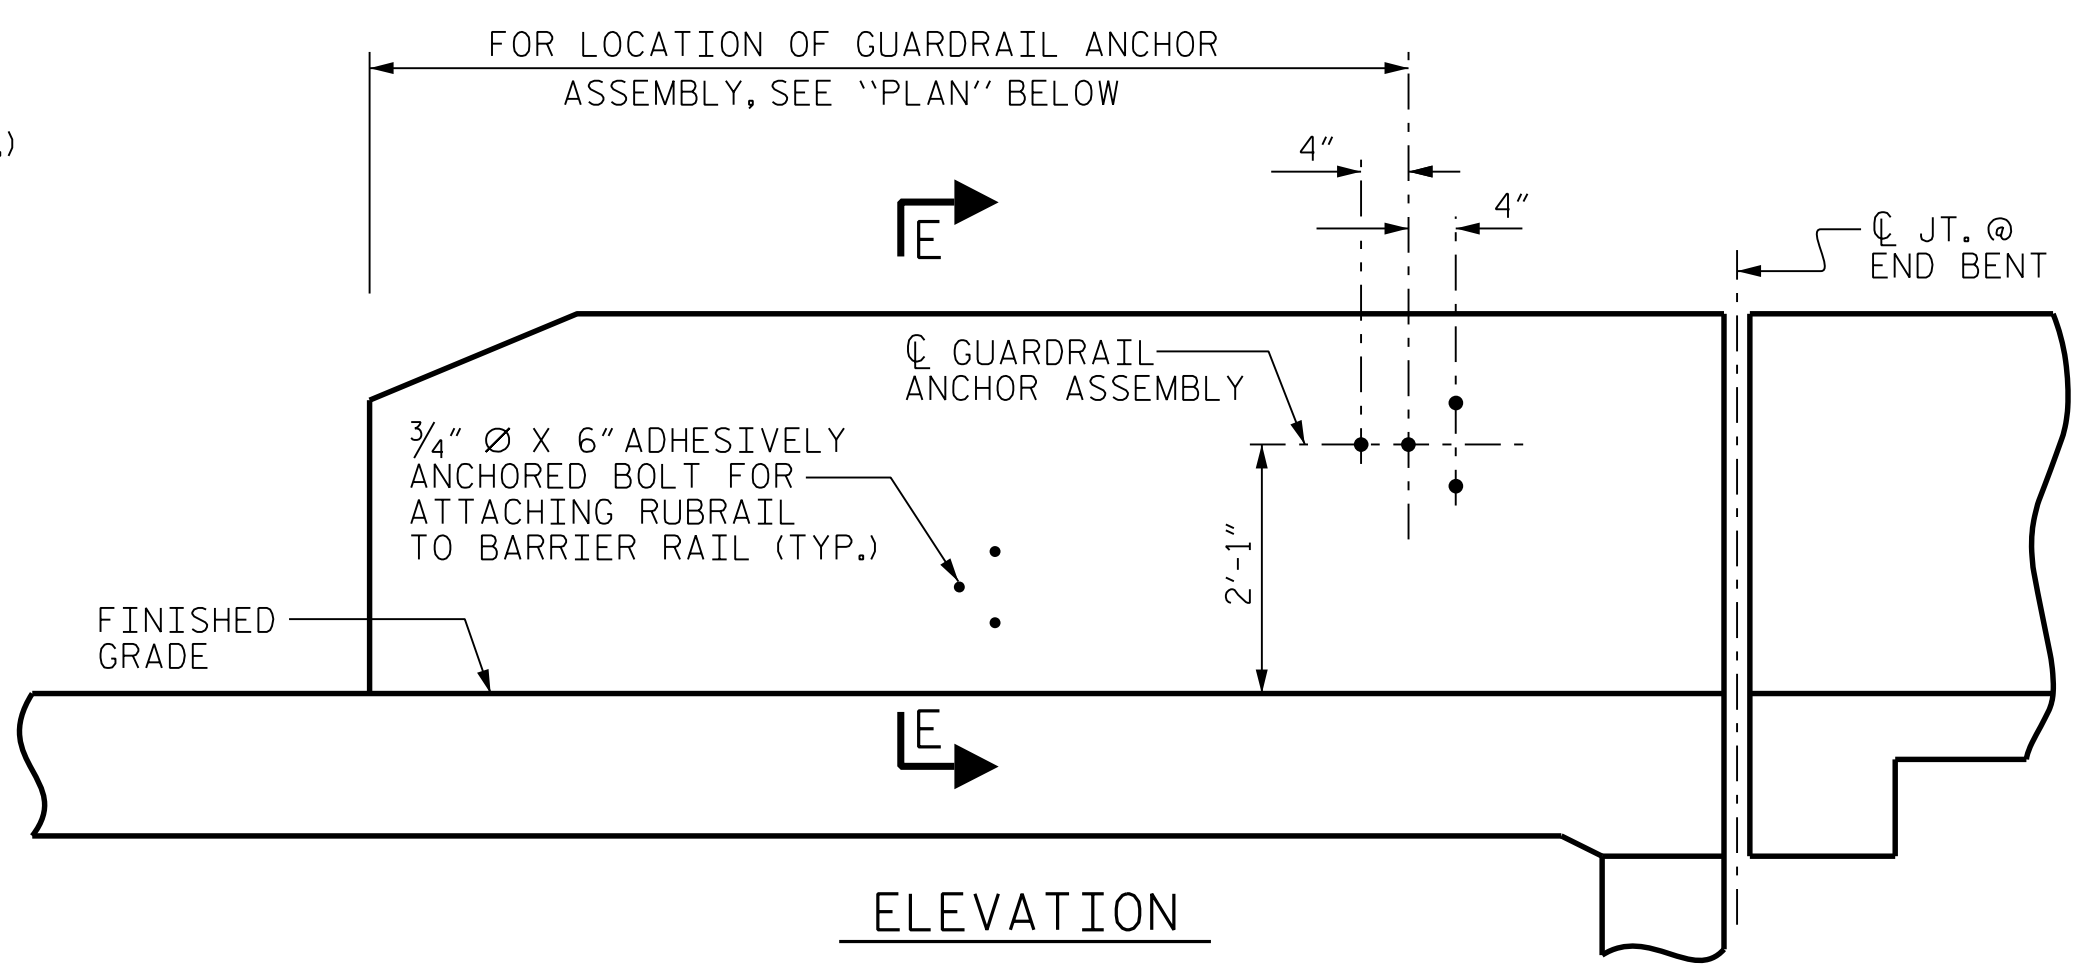 FOR LOCATION OF GUARDRAIL ANCHOR
ASSEMBLY, SEE "PLAN" BELOW
.)
4"
4"
E
℄ JT. @
END BENT
℄ GUARDRAIL
ANCHOR ASSEMBLY
3/4" Ø X 6" ADHESIVELY
ANCHORED BOLT FOR
ATTACHING RUBRAIL
TO BARRIER RAIL (TYP.)
2'-1"
FINISHED
GRADE
E
ELEVATION